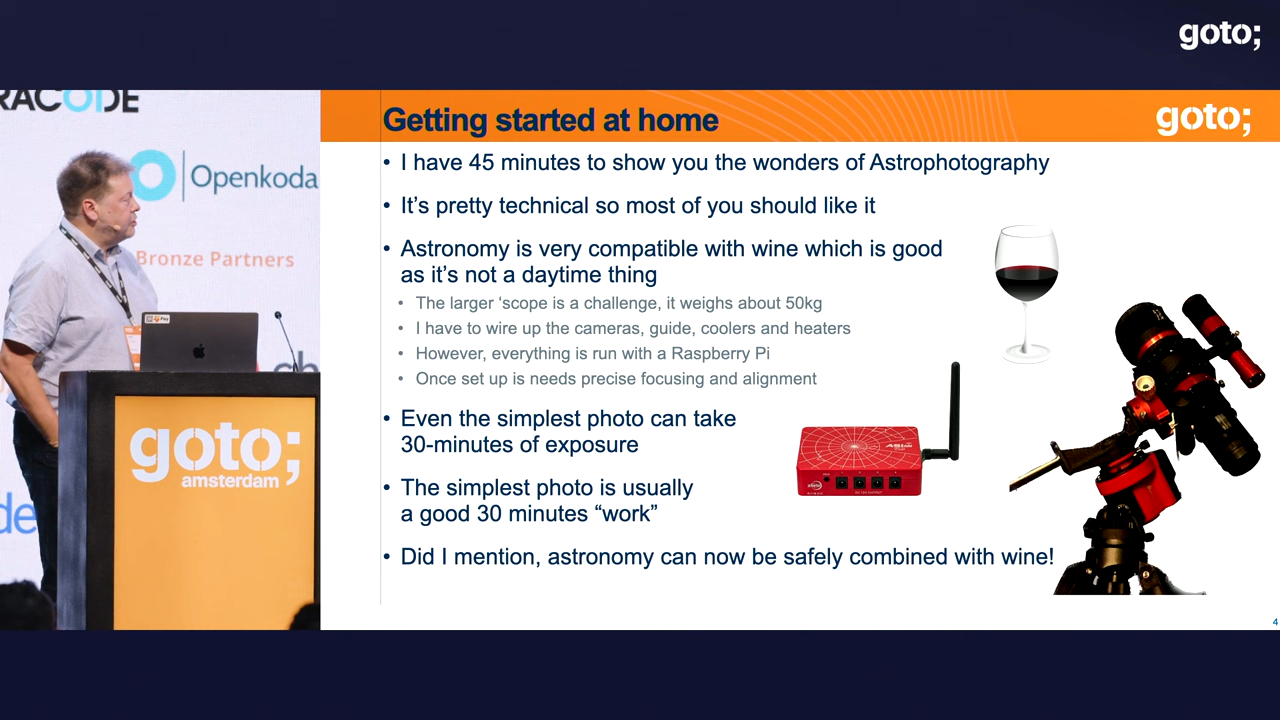 goto;
Openkoda
Bronze Partners
goto;
amsterdam
Getting started at home
goto;
• I have 45 minutes to show you the wonders of Astrophotography
• It's pretty technical so most of you should like it
• Astronomy is very compatible with wine which is good
as it's not a daytime thing
• The larger ‘scope is a challenge, it weighs about 50kg
• I have to wire up the cameras, guide, coolers and heaters
• However, everything is run with a Raspberry Pi
• Once set up is needs precise focusing and alignment
• Even the simplest photo can take
30-minutes of exposure
• The simplest photo is usually
a good 30 minutes “work”
• Did I mention, astronomy can now be safely combined with wine!
4